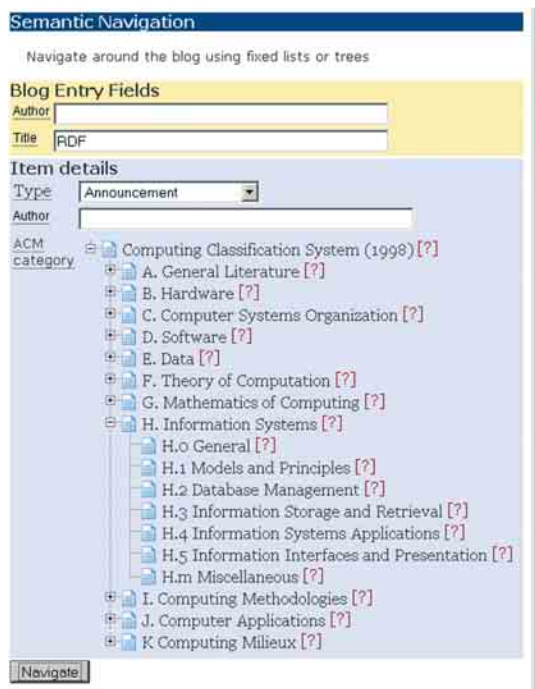 Semantic Navigation
Navigate around the blog using fixed lists or trees
Blog Entry Fields
Author
Title RDF
Item details
Type Announcement
Author
ACM category
Computing Classification System (1998) [?]
A. General Literature [?]
B. Hardware [?]
C. Computer Systems Organization [?]
D. Software [?]
E. Data [?]
F. Theory of Computation [?]
G. Mathematics of Computing [?]
H. Information Systems [?]
H.0 General [?]
H.1 Models and Principles [?]
H.2 Database Management [?]
H.3 Information Storage and Retrieval [?]
H.4 Information Systems Applications [?]
H.5 Information Interfaces and Presentation [?]
H.m Miscellaneous [?]
I. Computing Methodologies [?]
J. Computer Applications [?]
K Computing Milieux [?]
Navigate